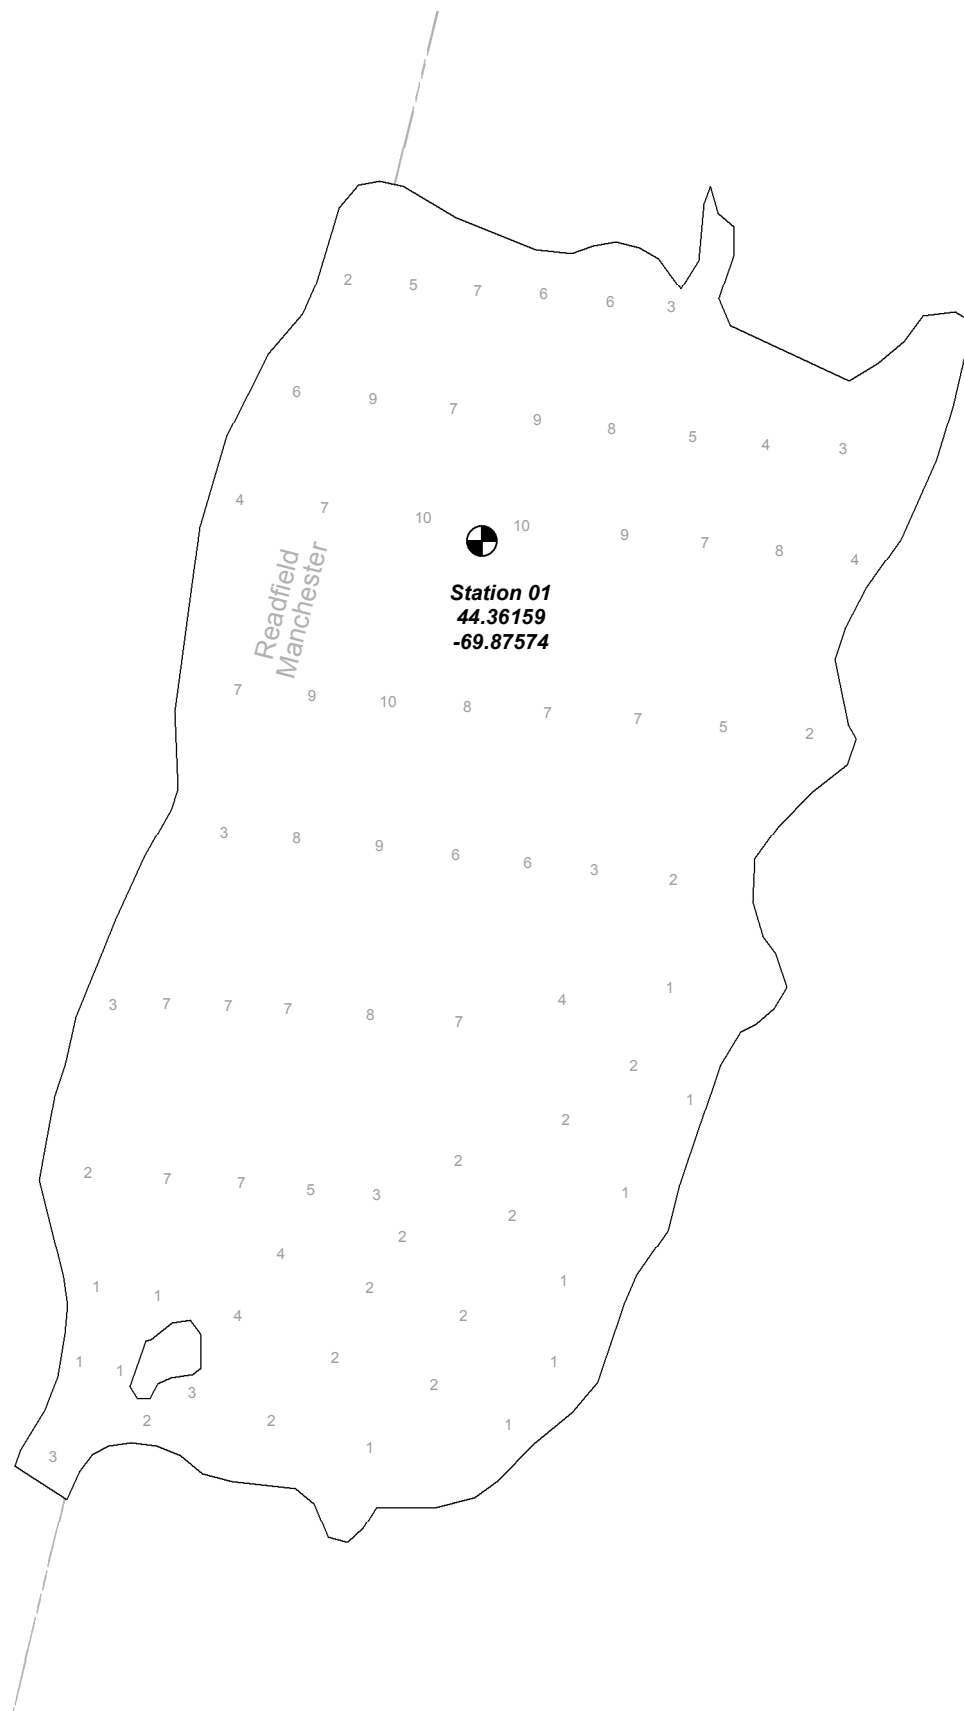 2 5 7 6 6 3
6 9 7 9 8 5 4 3
4 7 10 10 9 7 8 4
Readfield
Manchester
Station 01
44.36159
-69.87574
7 9 10 8 7 7 5 2
3 8 9 6 6 3 2
3 7 7 7 8 7 4 1
2
1
2
2
2 7 7 5 3 1
2
2
4
1 1 2 1
4 2
1 1 2 1
3 2
2 2 1
3 1